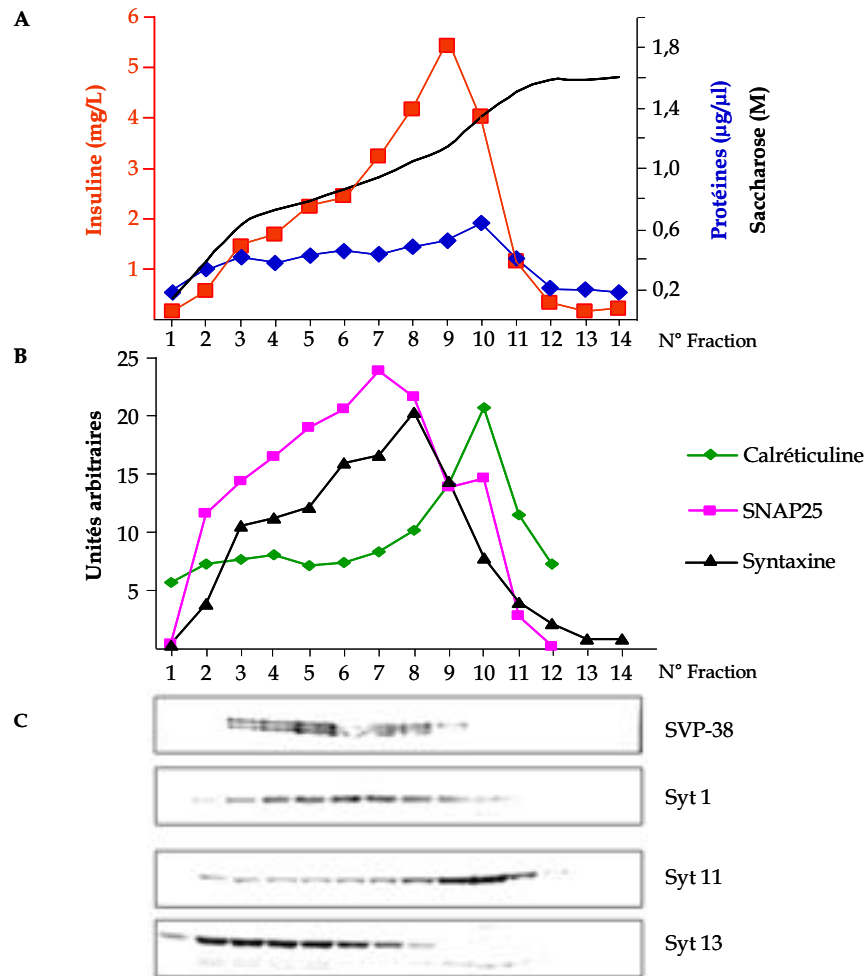 A
Insuline (mg/L)
6
5
4
3
2
1
1,8
1,4
1,0
0,6
0,2
Protéines (µg/µl)
Saccharose (M)
1 2 3 4 5 6 7 8 9 10 11 12 13 14 N° Fraction
B
Unités arbitraires
25
20
15
10
5
Calréticuline
SNAP25
Syntaxine
1 2 3 4 5 6 7 8 9 10 11 12 13 14 N° Fraction
C
SVP-38
Syt 1
Syt 11
Syt 13